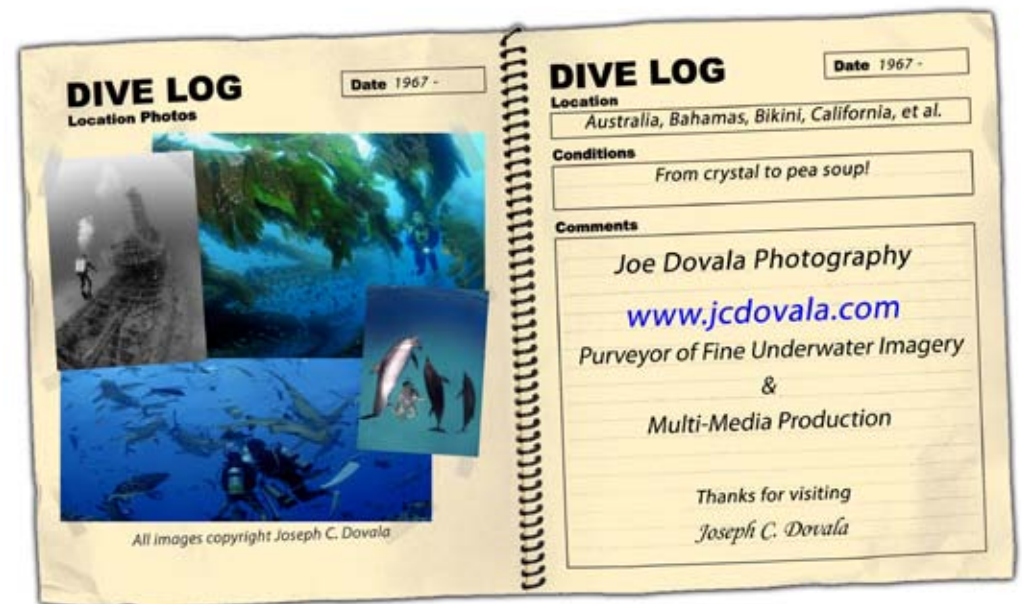 DIVE LOG
Date 1967 -
Location Photos
All images copyright Joseph C. Dovala
DIVE LOG
Date 1967 -
Location
Australia, Bahamas, Bikini, California, et al.
Conditions
From crystal to pea soup!
Comments
Joe Dovala Photography
www.jcdovala.com
Purveyor of Fine Underwater Imagery
&
Multi-Media Production
Thanks for visiting
Joseph C. Dovala